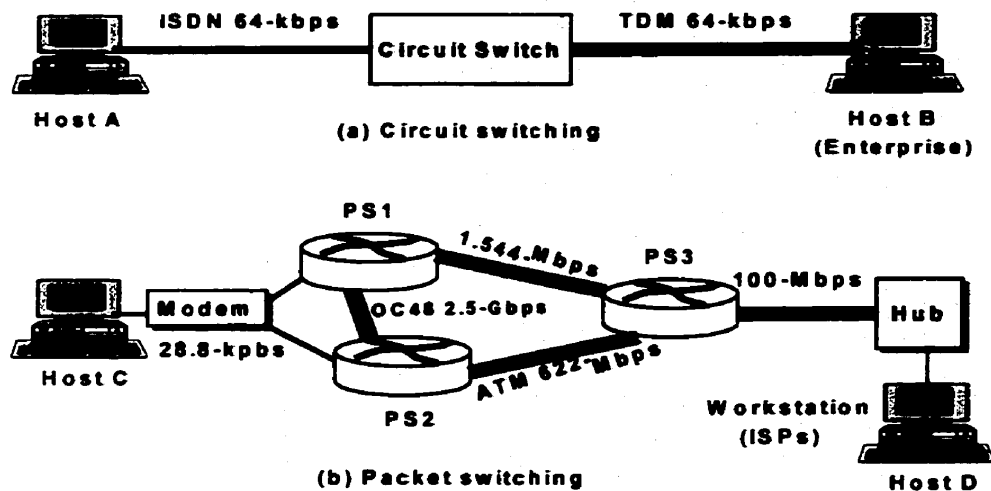 ISDN 64-kbps
TDM 64-kbps
Circuit Switch
Host A
Host B
(Enterprise)
(a) Circuit switching
PS1
1.544-Mbps
PS3
100-Mbps
Modem
OC48 2.5-Gbps
Hub
28.8-kpbs
Host C
ATM 622-Mbps
PS2
Workstation
(ISPs)
Host D
(b) Packet switching